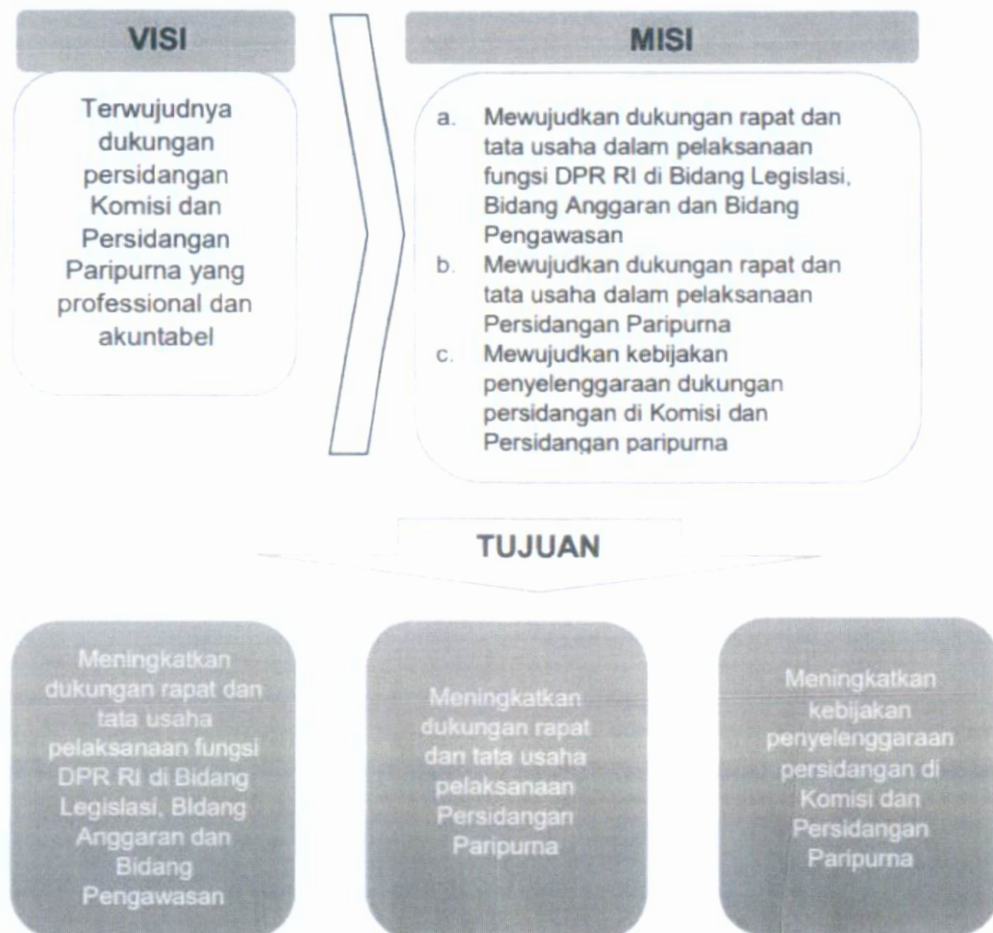 VISI
Terwujudnya
dukungan
persidangan
Komisi dan
Persidangan
Paripurna yang
professional dan
akuntabel
MISI
a. Mewujudkan dukungan rapat dan
tata usaha dalam pelaksanaan
fungsi DPR RI di Bidang Legislasi,
Bidang Anggaran dan Bidang
Pengawasan
b. Mewujudkan dukungan rapat dan
tata usaha dalam pelaksanaan
Persidangan Paripurna
c. Mewujudkan kebijakan
penyelenggaraan dukungan
persidangan di Komisi dan
Persidangan paripurna
TUJUAN
Meningkatkan
dukungan rapat dan
tata usaha
pelaksanaan fungsi
DPR RI di Bidang
Legislasi, BIdang
Anggaran dan
Bidang
Pengawasan
Meningkatkan
dukungan rapat
dan tata usaha
pelaksanaan
Persidangan
Paripurna
Meningkatkan
kebijakan
penyelenggaraan
persidangan di
Komisi dan
Persidangan
Paripurna